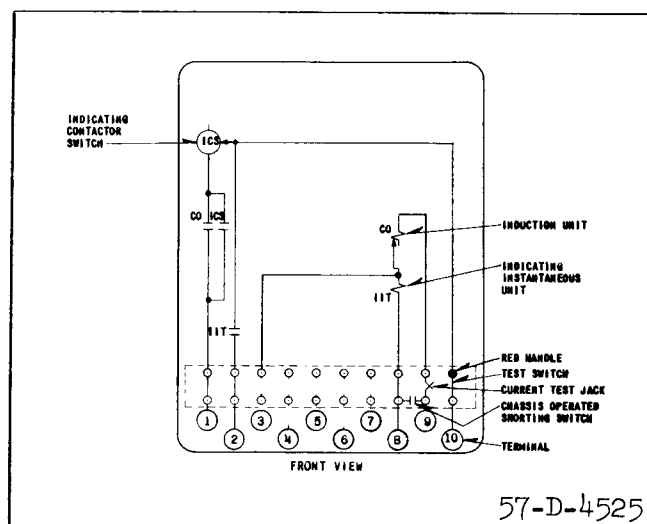 INDICATING
CONTACTOR
SWITCH
ICS
CO ICS
CO
INDUCTION UNIT
INDICATING
INSTANTANEOUS
UNIT
IIT
IIT
RED HANDLE
TEST SWITCH
CURRENT TEST JACK
CHASSIS OPERATED
SHORTING SWITCH
TERMINAL
1 2 3 4 5 6 7 8 9 10
FRONT VIEW
57-D-4525